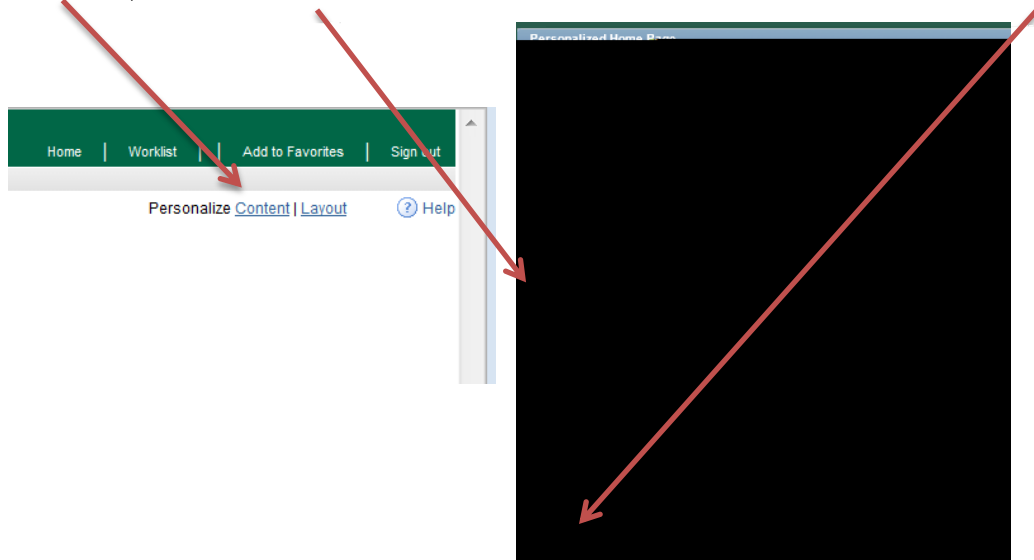 Home | Worklist | | Add to Favorites | Sign out
Personalize Content | Layout ? Help
Personalized Home Page